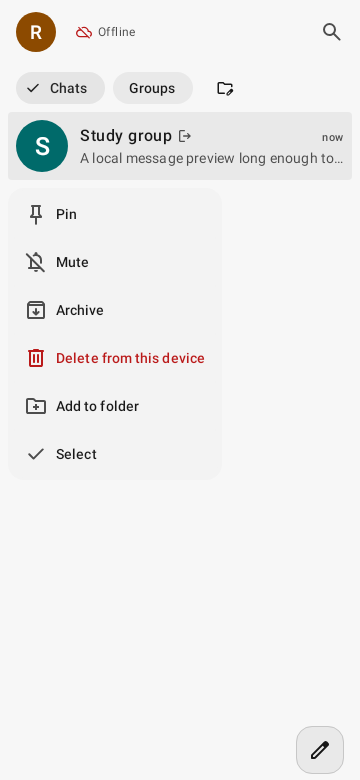 R
Offline
Chats
Groups
S
Study group
now
A local message preview long enough to…
Pin
Mute
Archive
Delete from this device
Add to folder
Select